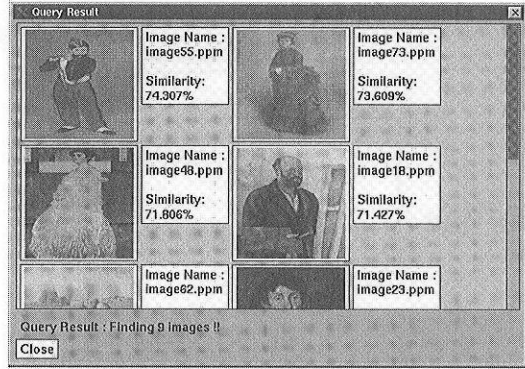 Query Result
Image Name :
image55.ppm
Similarity:
74.307%
Image Name :
image73.ppm
Similarity:
73.609%
Image Name :
image48.ppm
Similarity:
71.806%
Image Name :
image18.ppm
Similarity:
71.427%
Image Name :
image62.ppm
Image Name :
image23.ppm
Query Result : Finding 9 images !!
Close